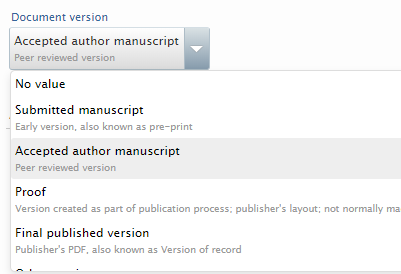 Document version
Accepted author manuscript
Peer reviewed version
No value
Submitted manuscript
Early version, also known as pre-print
Accepted author manuscript
Peer reviewed version
Proof
Version created as part of publication process; publisher's layout; not normally ma
Final published version
Publisher's PDF, also known as Version of record